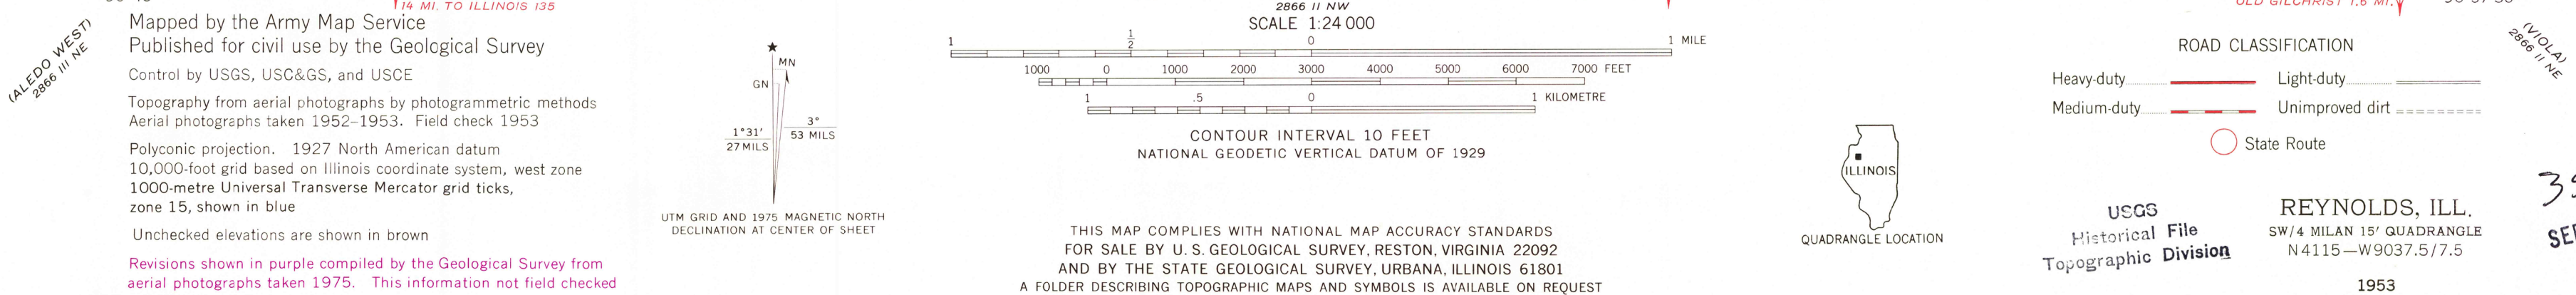 14 MI. TO ILLINOIS 135
(ALEDO WEST)
2866 III NE
Mapped by the Army Map Service
Published for civil use by the Geological Survey
Control by USGS, USC&GS, and USCE
Topography from aerial photographs by photogrammetric methods
Aerial photographs taken 1952–1953. Field check 1953
Polyconic projection. 1927 North American datum
10,000-foot grid based on Illinois coordinate system, west zone
1000-metre Universal Transverse Mercator grid ticks,
zone 15, shown in blue
Unchecked elevations are shown in brown
Revisions shown in purple compiled by the Geological Survey from
aerial photographs taken 1975. This information not field checked
★
MN
GN
1°31′
27 MILS
3°
53 MILS
UTM GRID AND 1975 MAGNETIC NORTH
DECLINATION AT CENTER OF SHEET
2866 II NW
SCALE 1:24 000
1 1/2 0 1 MILE
1000 0 1000 2000 3000 4000 5000 6000 7000 FEET
1 .5 0 1 KILOMETRE
CONTOUR INTERVAL 10 FEET
NATIONAL GEODETIC VERTICAL DATUM OF 1929
THIS MAP COMPLIES WITH NATIONAL MAP ACCURACY STANDARDS
FOR SALE BY U. S. GEOLOGICAL SURVEY, RESTON, VIRGINIA 22092
AND BY THE STATE GEOLOGICAL SURVEY, URBANA, ILLINOIS 61801
A FOLDER DESCRIBING TOPOGRAPHIC MAPS AND SYMBOLS IS AVAILABLE ON REQUEST
ILLINOIS
QUADRANGLE LOCATION
OLD GILCHRIST 1.6 MI.
(VIOLA)
2866 II NE
ROAD CLASSIFICATION
Heavy-duty Light-duty
Medium-duty Unimproved dirt
State Route
USGS
Historical File
Topographic Division
REYNOLDS, ILL.
SW/4 MILAN 15′ QUADRANGLE
N4115—W9037.5/7.5
1953